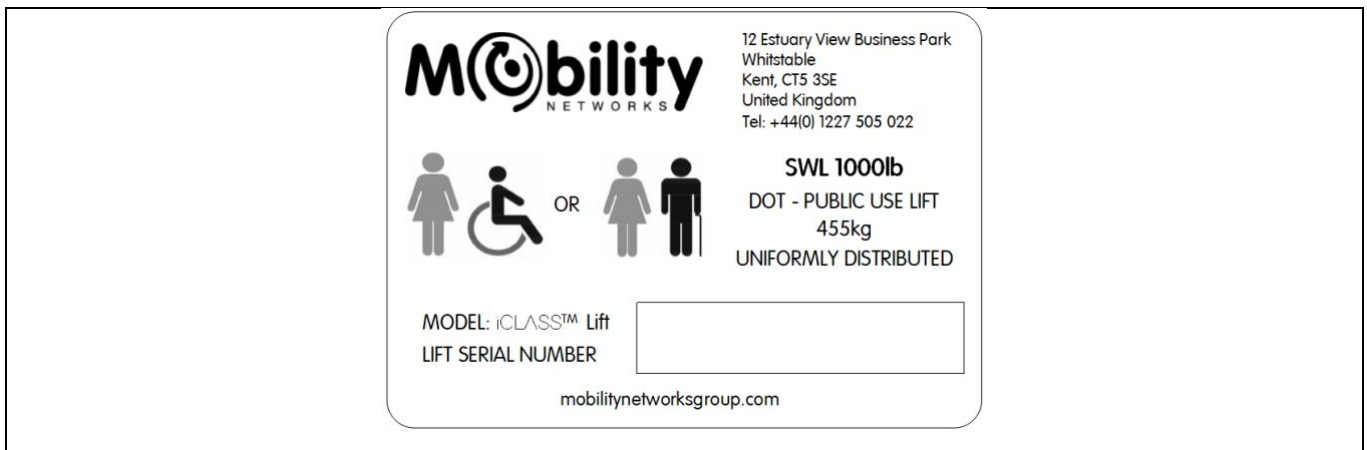 Mobility
NETWORKS
12 Estuary View Business Park
Whitstable
Kent, CT5 3SE
United Kingdom
Tel: +44(0) 1227 505 022
OR
SWL 1000lb
DOT - PUBLIC USE LIFT
455kg
UNIFORMLY DISTRIBUTED
MODEL: iCLASS™ Lift
LIFT SERIAL NUMBER
mobilitynetworksgroup.com